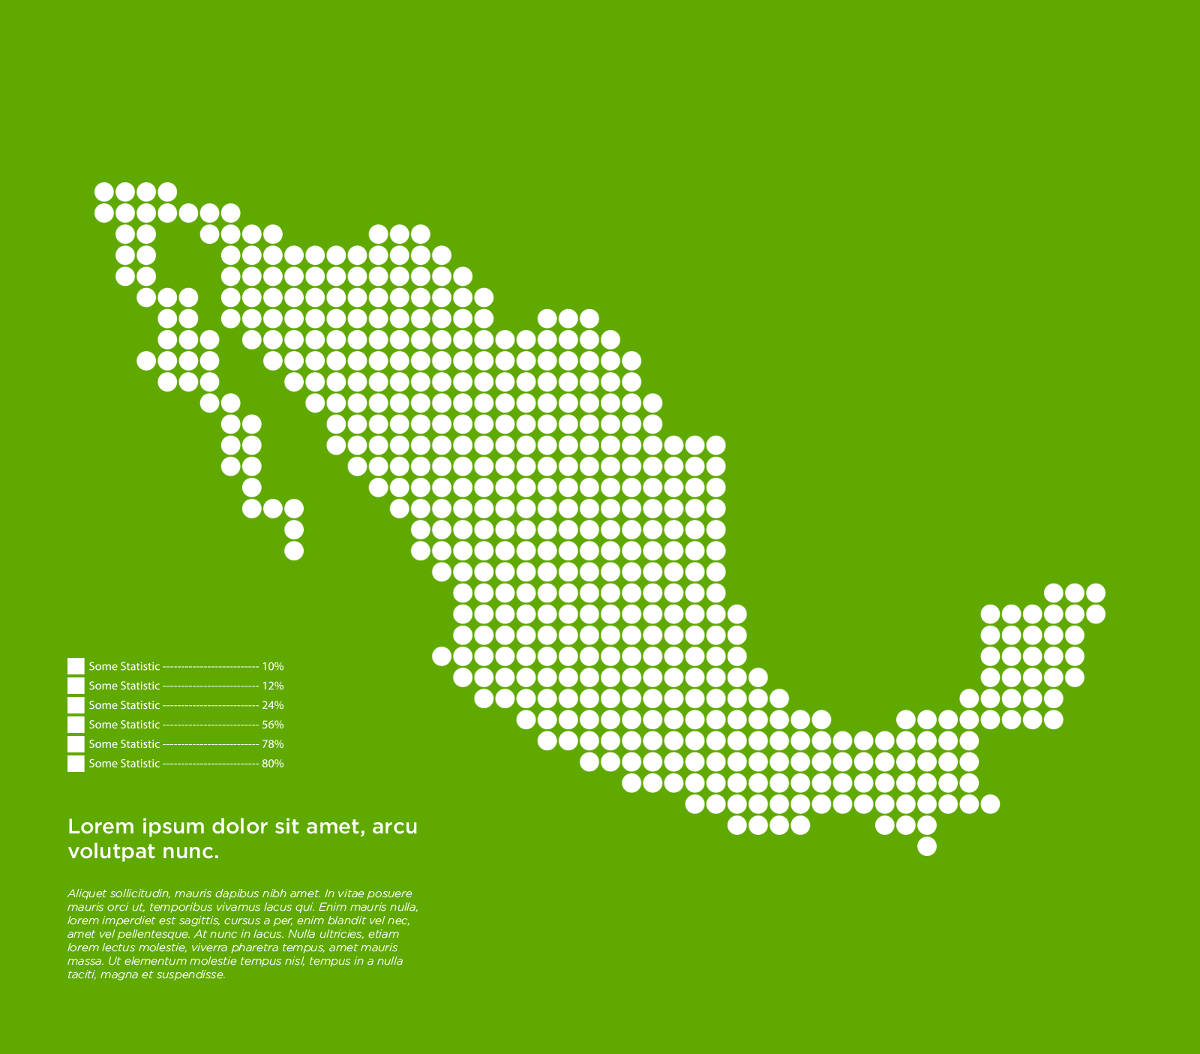 Some Statistic -------------------------- 10%
Some Statistic -------------------------- 12%
Some Statistic -------------------------- 24%
Some Statistic -------------------------- 56%
Some Statistic -------------------------- 78%
Some Statistic -------------------------- 80%
Lorem ipsum dolor sit amet, arcu
volutpat nunc.
Aliquet sollicitudin, mauris dapibus nibh amet. In vitae posuere
mauris orci ut, temporibus vivamus lacus qui. Enim mauris nulla,
lorem imperdiet est sagittis, cursus a per, enim blandit vel nec,
amet vel pellentesque. At nunc in lacus. Nulla ultricies, etiam
lorem lectus molestie, viverra pharetra tempus, amet mauris
massa. Ut elementum molestie tempus nisl, tempus in a nulla
taciti, magna et suspendisse.